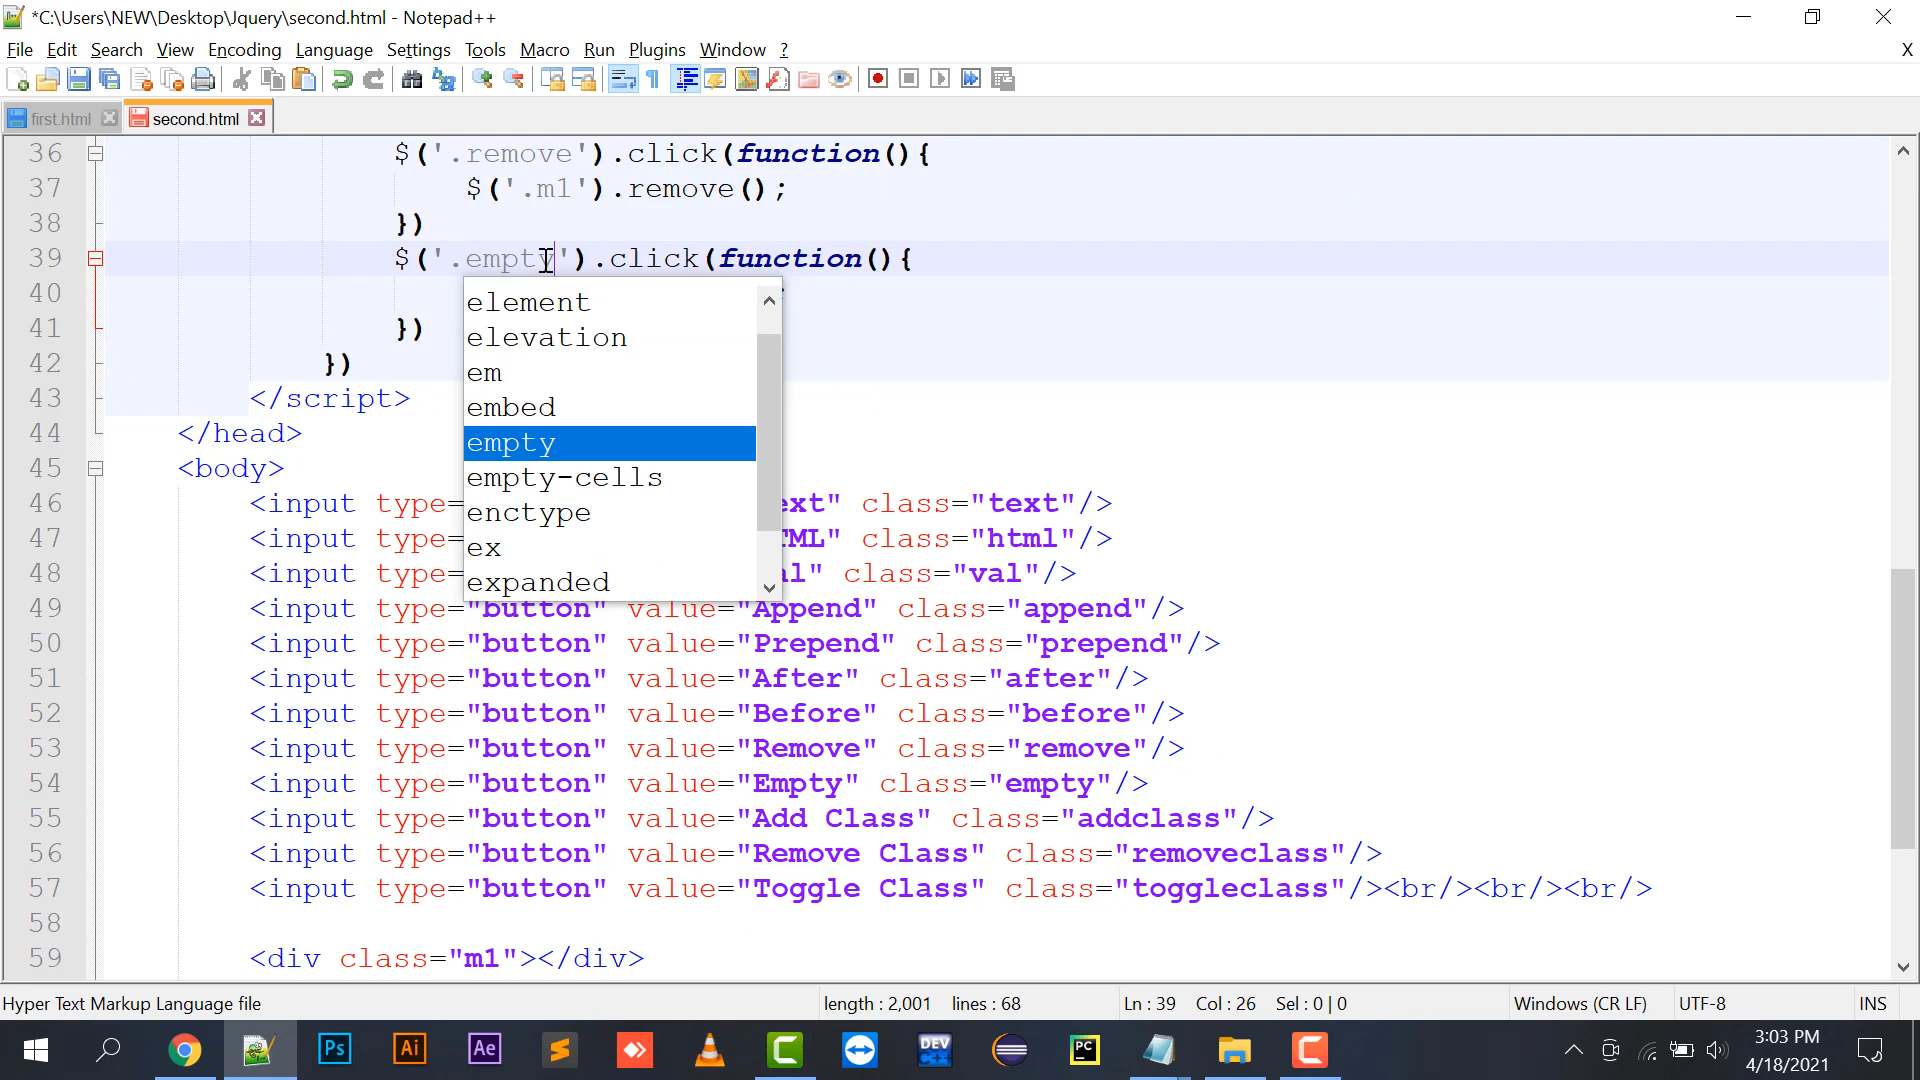 *C:\Users\NEW\Desktop\Jquery\second.html - Notepad++
File Edit Search View Encoding Language Settings Tools Macro Run Plugins Window ? X
first.html second.html
36 $('.remove').click(function(){
37 $('.m1').remove();
38 })
39 $('.empty').click(function(){
40
41 })
42 })
43 </script>
44 </head>
45 <body>
element
elevation
em
embed
empty
empty-cells
enctype
ex
expanded
46 <input type= ext" class="text"/>
47 <input type= TML" class="html"/>
48 <input type= al" class="val"/>
49 <input type="button" value="Append" class="append"/>
50 <input type="button" value="Prepend" class="prepend"/>
51 <input type="button" value="After" class="after"/>
52 <input type="button" value="Before" class="before"/>
53 <input type="button" value="Remove" class="remove"/>
54 <input type="button" value="Empty" class="empty"/>
55 <input type="button" value="Add Class" class="addclass"/>
56 <input type="button" value="Remove Class" class="removeclass"/>
57 <input type="button" value="Toggle Class" class="toggleclass"/><br/><br/><br/>
58
59 <div class="m1"></div>
Hyper Text Markup Language file length : 2,001 lines : 68 Ln : 39 Col : 26 Sel : 0 | 0 Windows (CR LF) UTF-8 INS
Ps Ai Ae DEV C++ PC
3:03 PM
4/18/2021